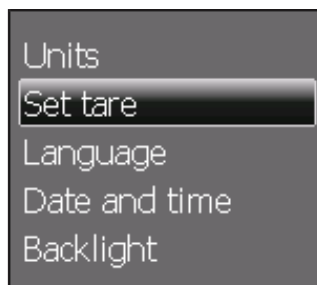 Units
Set tare
Language
Date and time
Backlight